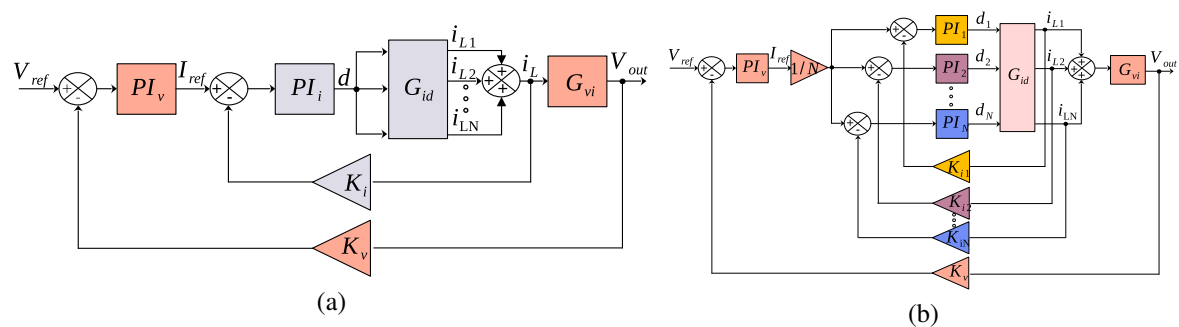 V_ref
PI_v
I_ref
PI_i
d
G_id
i_L1
i_L2
i_LN
i_L
G_vi
V_out
K_i
K_v
(a)
V_ref
PI_v
I_ref
1/N
PI_1
d_1
PI_2
d_2
PI_N
d_N
G_id
i_L1
i_L2
i_LN
G_vi
V_out
K_i1
K_i2
K_iN
K_v
(b)